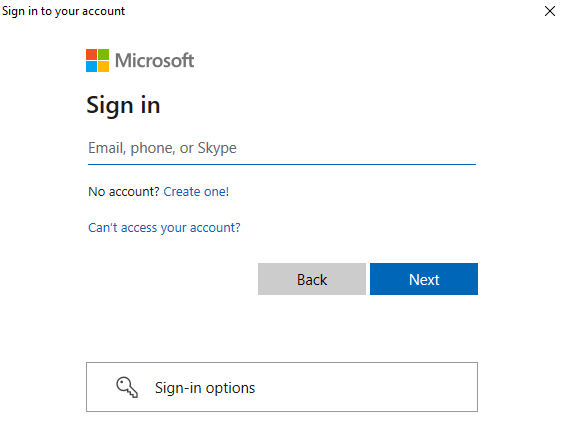 Sign in to your account
Microsoft
Sign in
Email, phone, or Skype
No account? Create one!
Can't access your account?
Back Next
Sign-in options